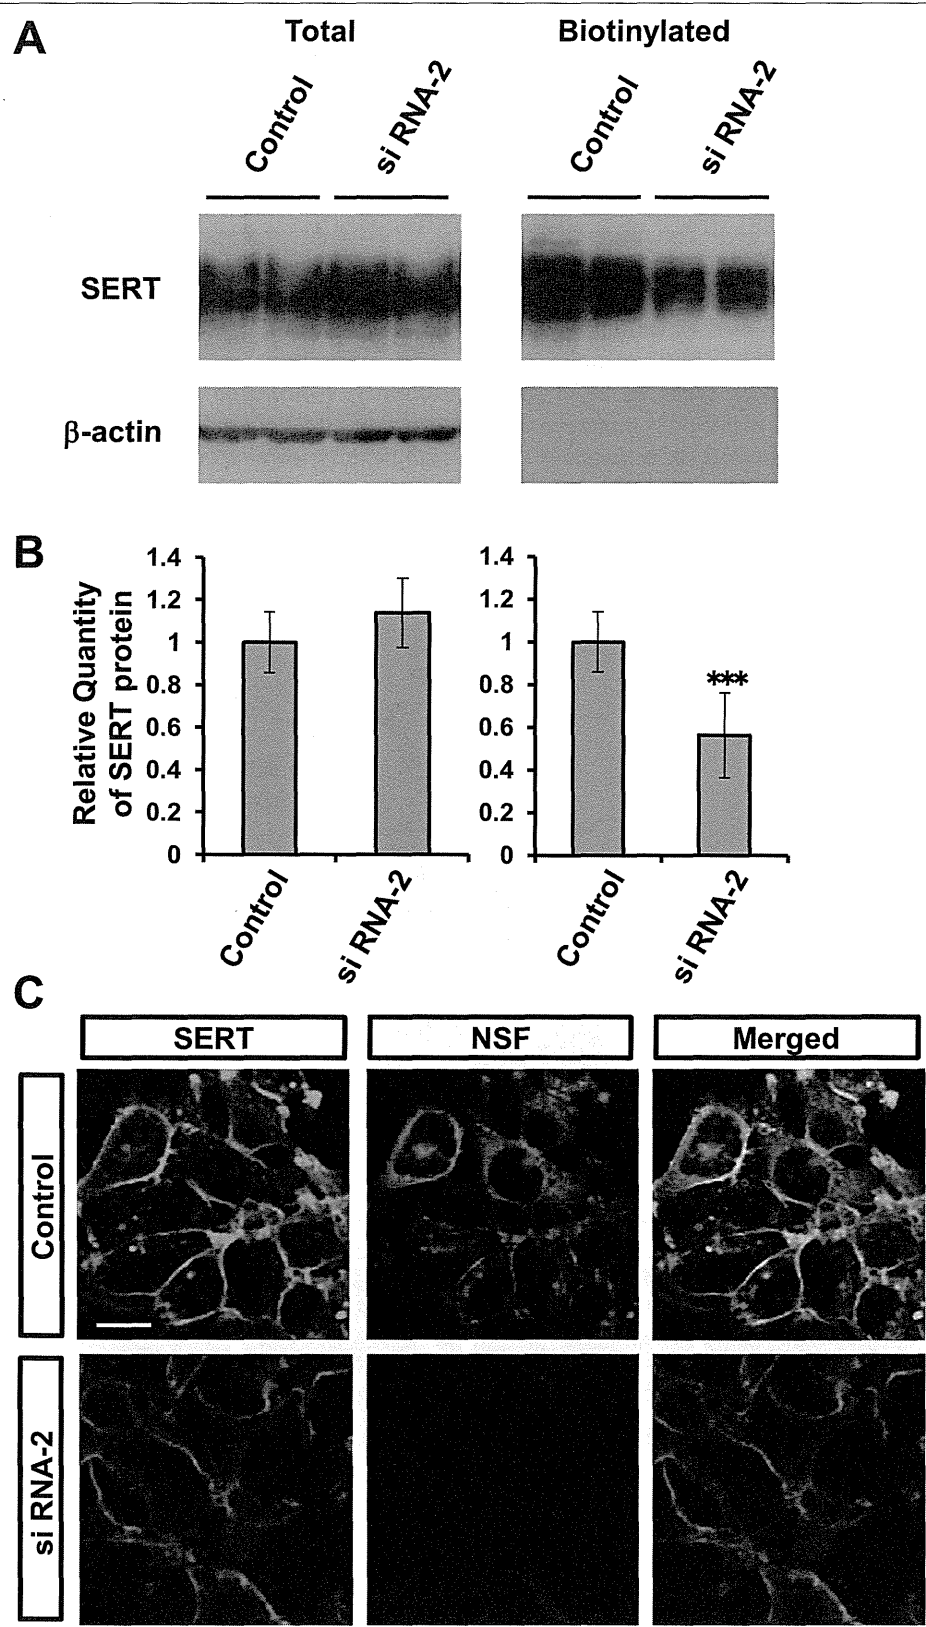 A
Total
Biotinylated
Control
si RNA-2
Control
si RNA-2
SERT
β-actin
B
Relative Quantity
of SERT protein
1.4
1.2
1
0.8
0.6
0.4
0.2
0
Control
si RNA-2
1.4
1.2
1
0.8
0.6
0.4
0.2
0
***
Control
si RNA-2
C
SERT
NSF
Merged
Control
si RNA-2